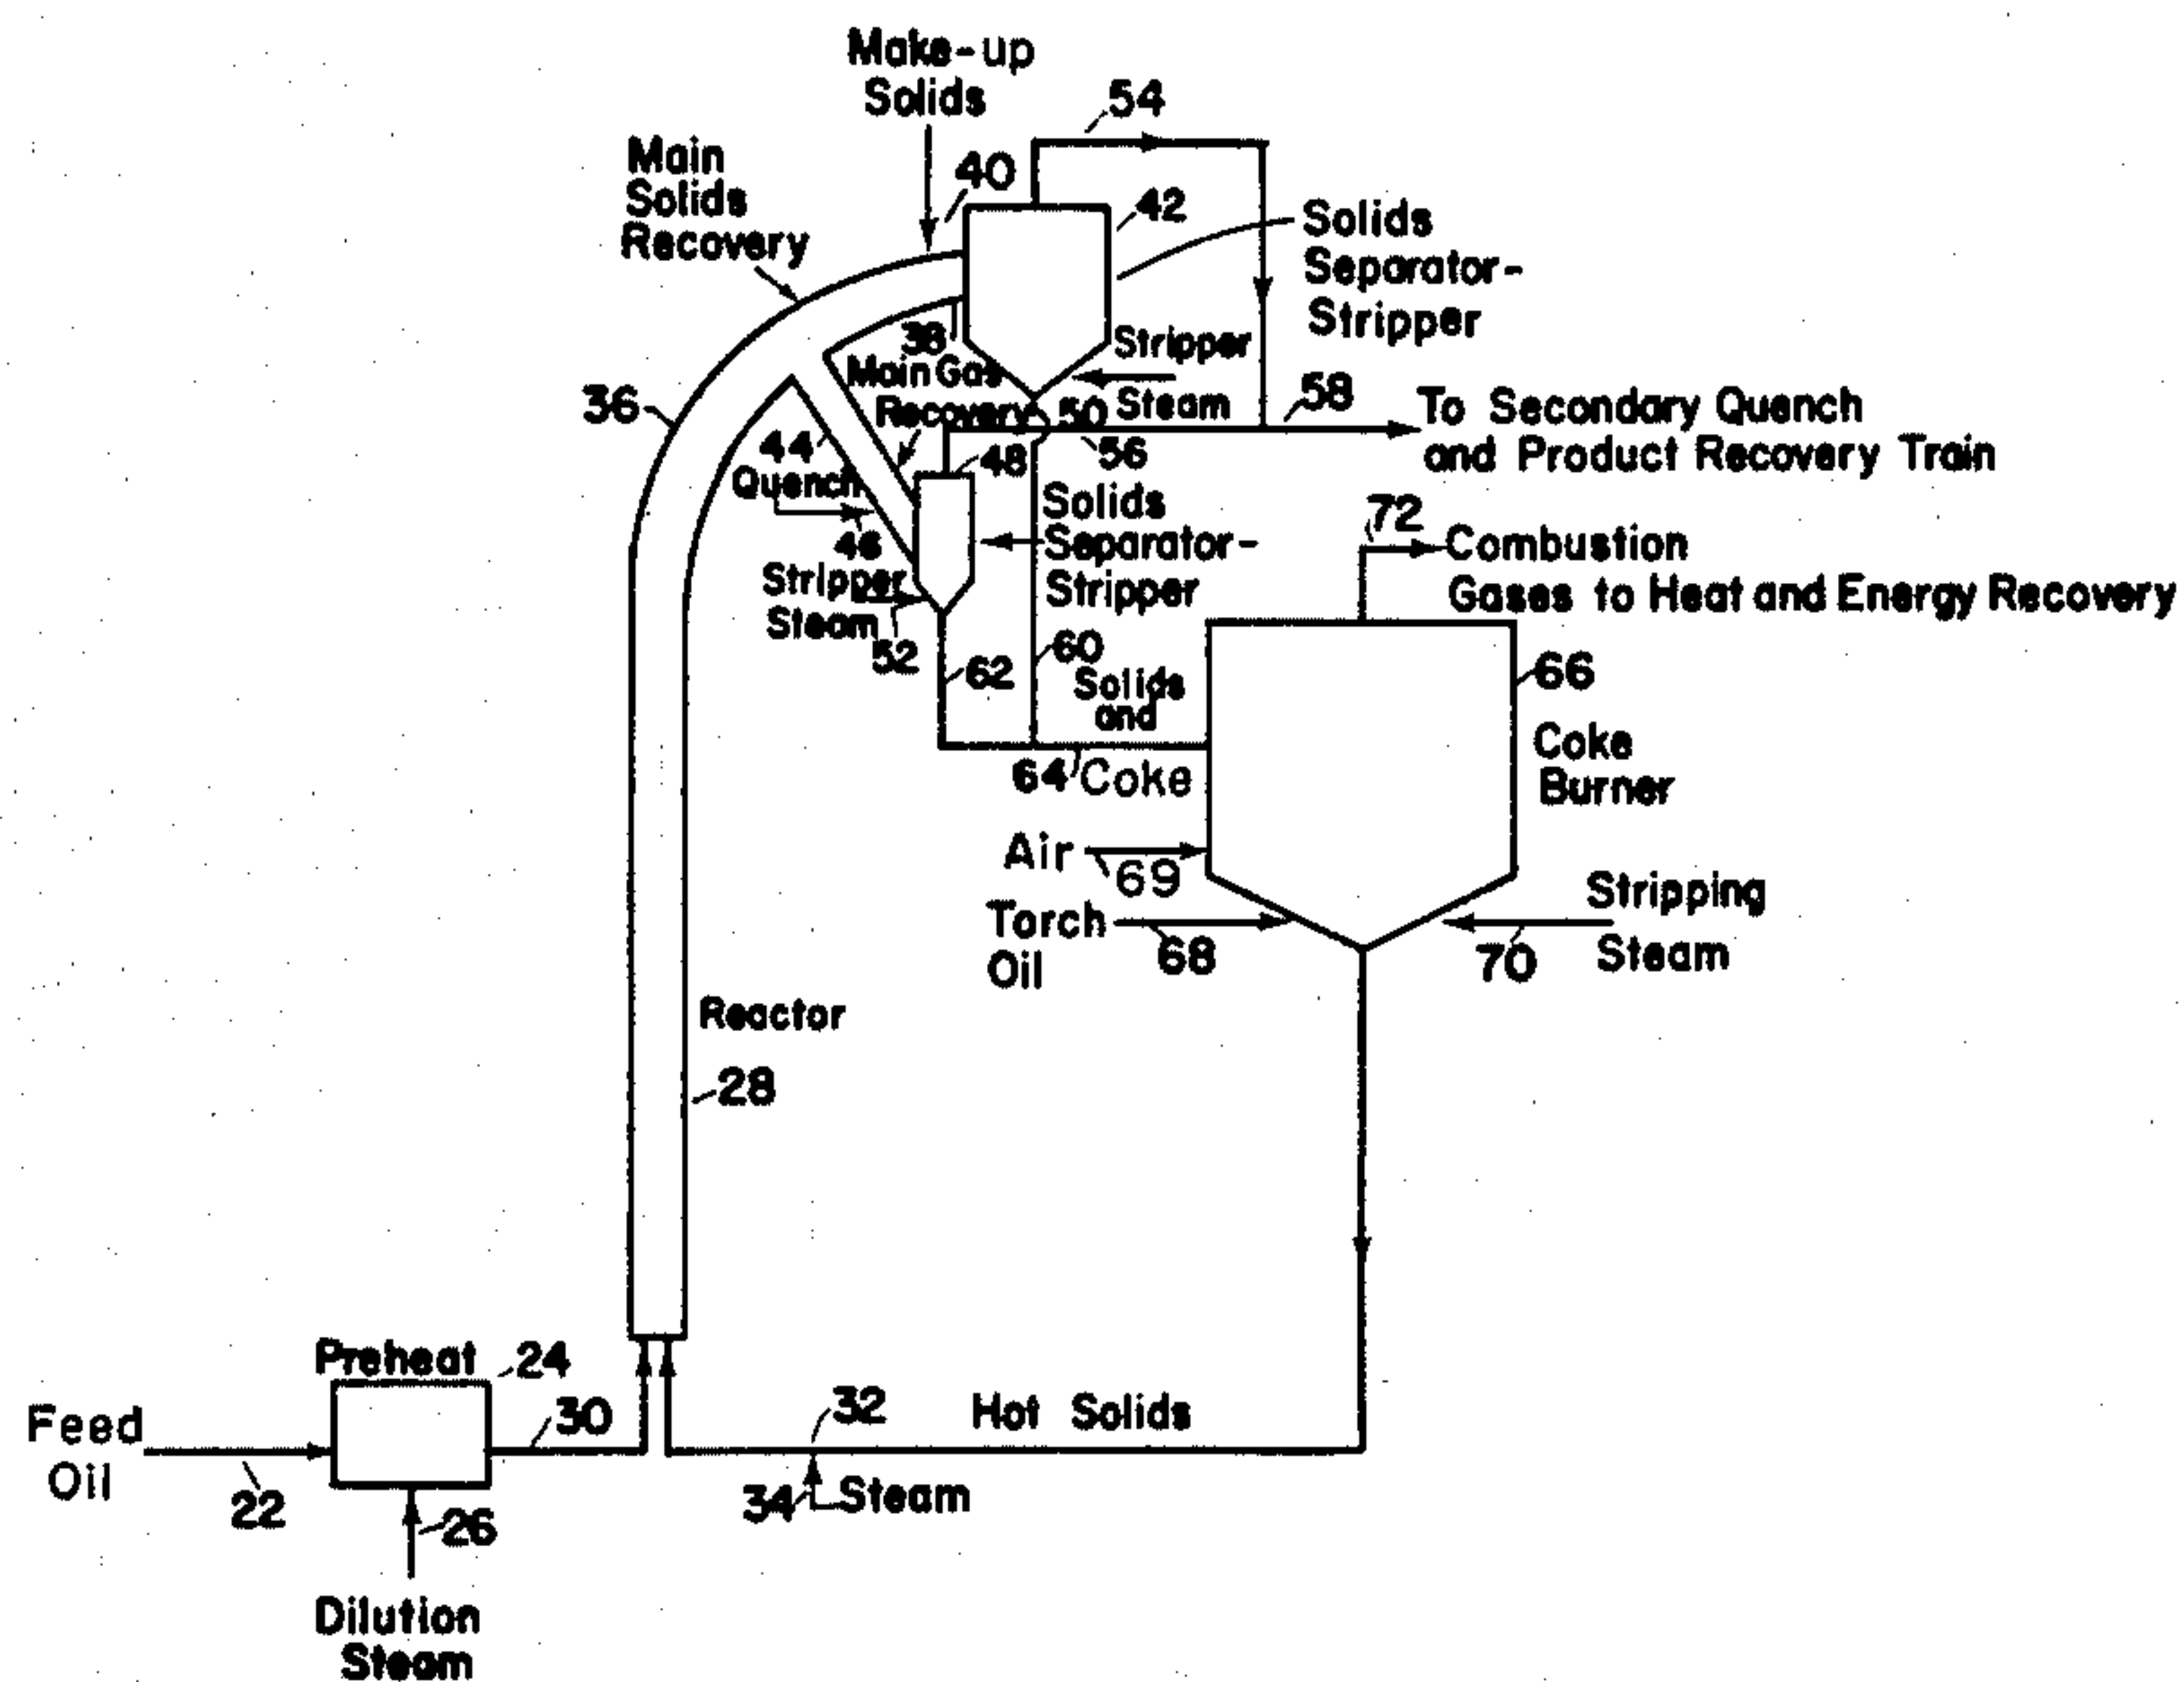 Make-up
Solids
54
Main
Solids
Recovery
40
42
Solids
Separator-
Stripper
38
Stripper
Steam
Main Gas
Recovery
50
36
58
To Secondary Quench
and Product Recovery Train
44
Quench
48
56
46
Solids
Separator-
Stripper
72
Combustion
Gases to Heat and Energy Recovery
Stripper
Steam
52
62
60
Solids
and
64
Coke
66
Coke
Burner
Air
69
Torch
Oil
68
Stripping
Steam
70
Reactor
28
Preheat
24
Feed
Oil
22
30
32
Hot Solids
34
Steam
26
Dilution
Steam